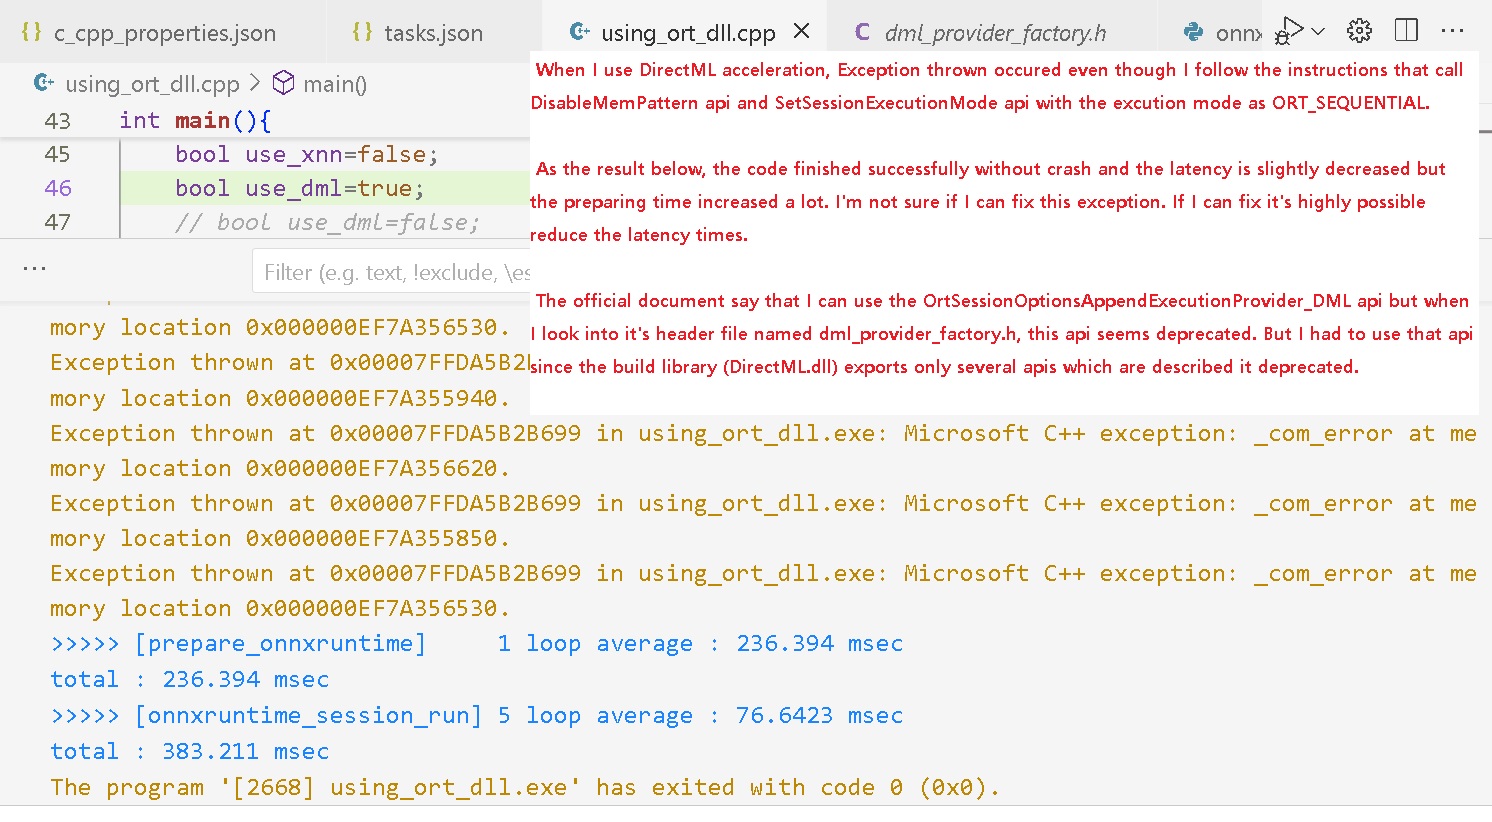 c_cpp_properties.json
tasks.json
using_ort_dll.cpp
dml_provider_factory.h
onnx
using_ort_dll.cpp > main()
43 int main(){
45 bool use_xnn=false;
46 bool use_dml=true;
47 // bool use_dml=false;
When I use DirectML acceleration, Exception thrown occured even though I follow the instructions that call
DisableMemPattern api and SetSessionExecutionMode api with the excution mode as ORT_SEQUENTIAL.
As the result below, the code finished successfully without crash and the latency is slightly decreased but
the preparing time increased a lot. I'm not sure if I can fix this exception. If I can fix it's highly possible
reduce the latency times.
The official document say that I can use the OrtSessionOptionsAppendExecutionProvider_DML api but when
I look into it's header file named dml_provider_factory.h, this api seems deprecated. But I had to use that api
since the build library (DirectML.dll) exports only several apis which are described it deprecated.
Filter (e.g. text, !exclude, \es
mory location 0x000000EF7A356530.
Exception thrown at 0x00007FFDA5B2
mory location 0x000000EF7A355940.
Exception thrown at 0x00007FFDA5B2B699 in using_ort_dll.exe: Microsoft C++ exception: _com_error at me
mory location 0x000000EF7A356620.
Exception thrown at 0x00007FFDA5B2B699 in using_ort_dll.exe: Microsoft C++ exception: _com_error at me
mory location 0x000000EF7A355850.
Exception thrown at 0x00007FFDA5B2B699 in using_ort_dll.exe: Microsoft C++ exception: _com_error at me
mory location 0x000000EF7A356530.
>>>>> [prepare_onnxruntime] 1 loop average : 236.394 msec
total : 236.394 msec
>>>>> [onnxruntime_session_run] 5 loop average : 76.6423 msec
total : 383.211 msec
The program '[2668] using_ort_dll.exe' has exited with code 0 (0x0).